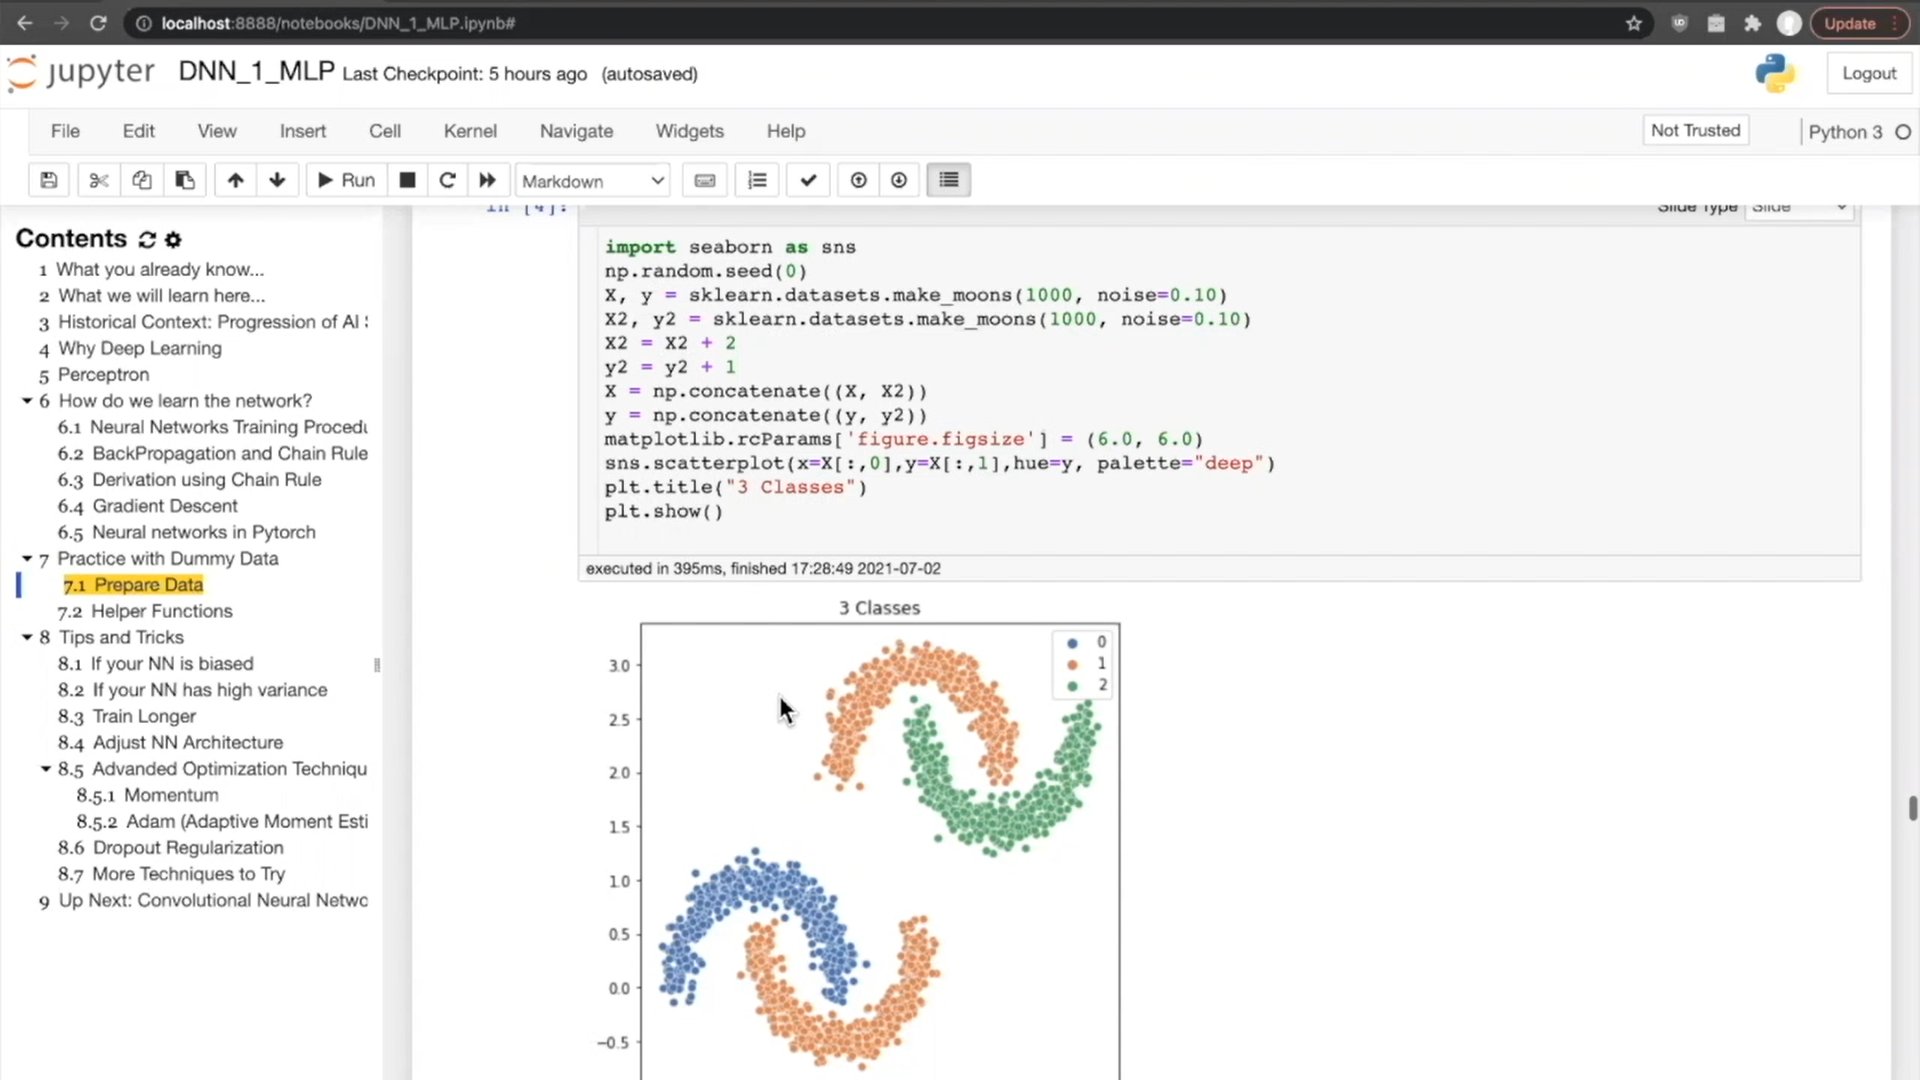 localhost:8888/notebooks/DNN_1_MLP.ipynb#
Update
jupyter DNN_1_MLP Last Checkpoint: 5 hours ago (autosaved)
Logout
File Edit View Insert Cell Kernel Navigate Widgets Help
Not Trusted
Python 3
Run
Markdown
In [4]:
Slide Type Slide
Contents
1 What you already know...
2 What we will learn here...
3 Historical Context: Progression of AI
4 Why Deep Learning
5 Perceptron
6 How do we learn the network?
6.1 Neural Networks Training Procedu
6.2 BackPropagation and Chain Rule
6.3 Derivation using Chain Rule
6.4 Gradient Descent
6.5 Neural networks in Pytorch
7 Practice with Dummy Data
7.1 Prepare Data
7.2 Helper Functions
8 Tips and Tricks
8.1 If your NN is biased
8.2 If your NN has high variance
8.3 Train Longer
8.4 Adjust NN Architecture
8.5 Advanded Optimization Techniqu
8.5.1 Momentum
8.5.2 Adam (Adaptive Moment Esti
8.6 Dropout Regularization
8.7 More Techniques to Try
9 Up Next: Convolutional Neural Netwo
import seaborn as sns
np.random.seed(0)
X, y = sklearn.datasets.make_moons(1000, noise=0.10)
X2, y2 = sklearn.datasets.make_moons(1000, noise=0.10)
X2 = X2 + 2
y2 = y2 + 1
X = np.concatenate((X, X2))
y = np.concatenate((y, y2))
matplotlib.rcParams['figure.figsize'] = (6.0, 6.0)
sns.scatterplot(x=X[:,0],y=X[:,1],hue=y, palette="deep")
plt.title("3 Classes")
plt.show()
executed in 395ms, finished 17:28:49 2021-07-02
3 Classes
0
1
2
3.0
2.5
2.0
1.5
1.0
0.5
0.0
−0.5